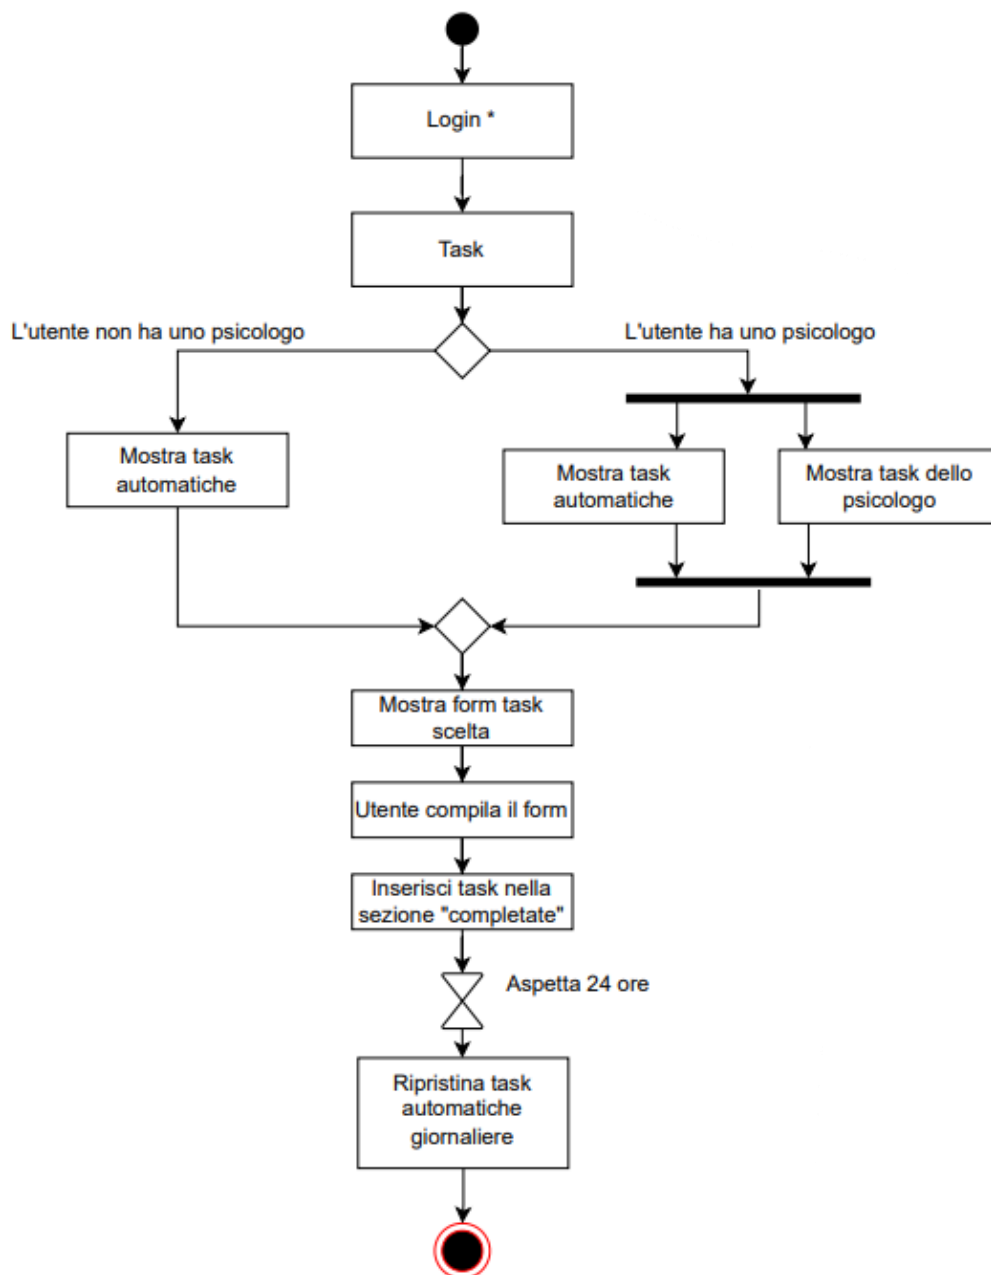 Login *
Task
L'utente non ha uno psicologo
L'utente ha uno psicologo
Mostra task
automatiche
Mostra task
automatiche
Mostra task dello
psicologo
Mostra form task
scelta
Utente compila il form
Inserisci task nella
sezione "completate"
Aspetta 24 ore
Ripristina task
automatiche
giornaliere